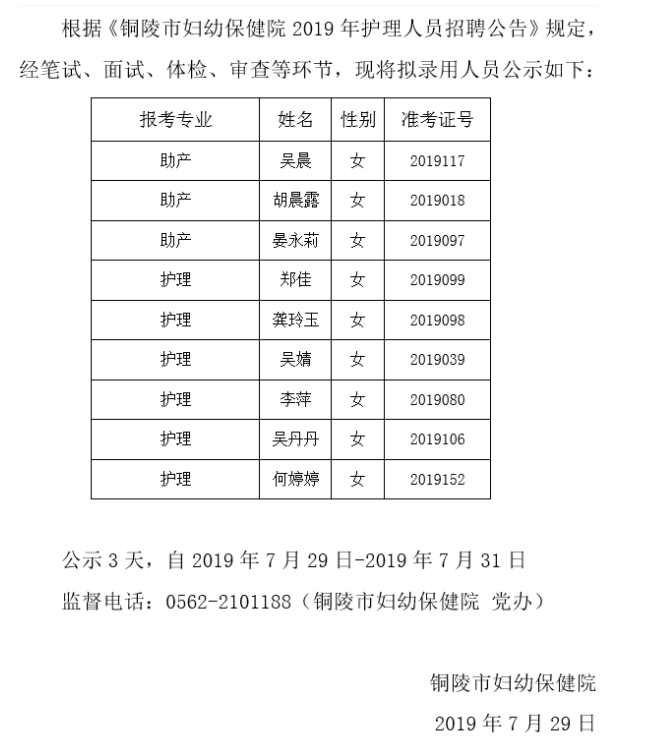 根据《铜陵市妇幼保健院 2019 年护理人员招聘公告》规定，
经笔试、面试、体检、审查等环节，现将拟录用人员公示如下：
报考专业 姓名 性别 准考证号
助产 吴晨 女 2019117
助产 胡晨露 女 2019018
助产 晏永莉 女 2019097
护理 郑佳 女 2019099
护理 龚玲玉 女 2019098
护理 吴婧 女 2019039
护理 李萍 女 2019080
护理 吴丹丹 女 2019106
护理 何婷婷 女 2019152
公示 3 天，自 2019 年 7 月 29 日-2019 年 7 月 31 日
监督电话：0562-2101188（铜陵市妇幼保健院 党办）
铜陵市妇幼保健院
2019 年 7 月 29 日